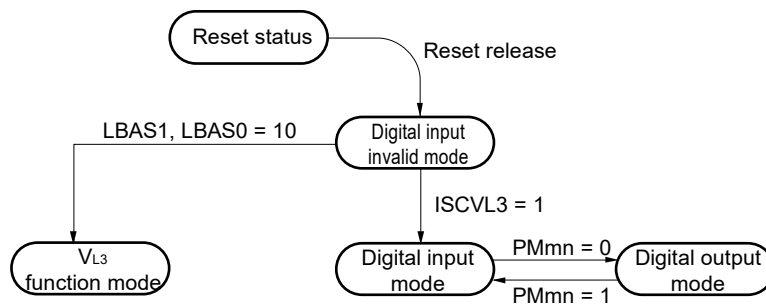 Reset status
Reset release
Digital input
invalid mode
LBAS1, LBAS0 = 10
ISCVL3 = 1
VL3
function mode
Digital input
mode
PMmn = 0
PMmn = 1
Digital output
mode